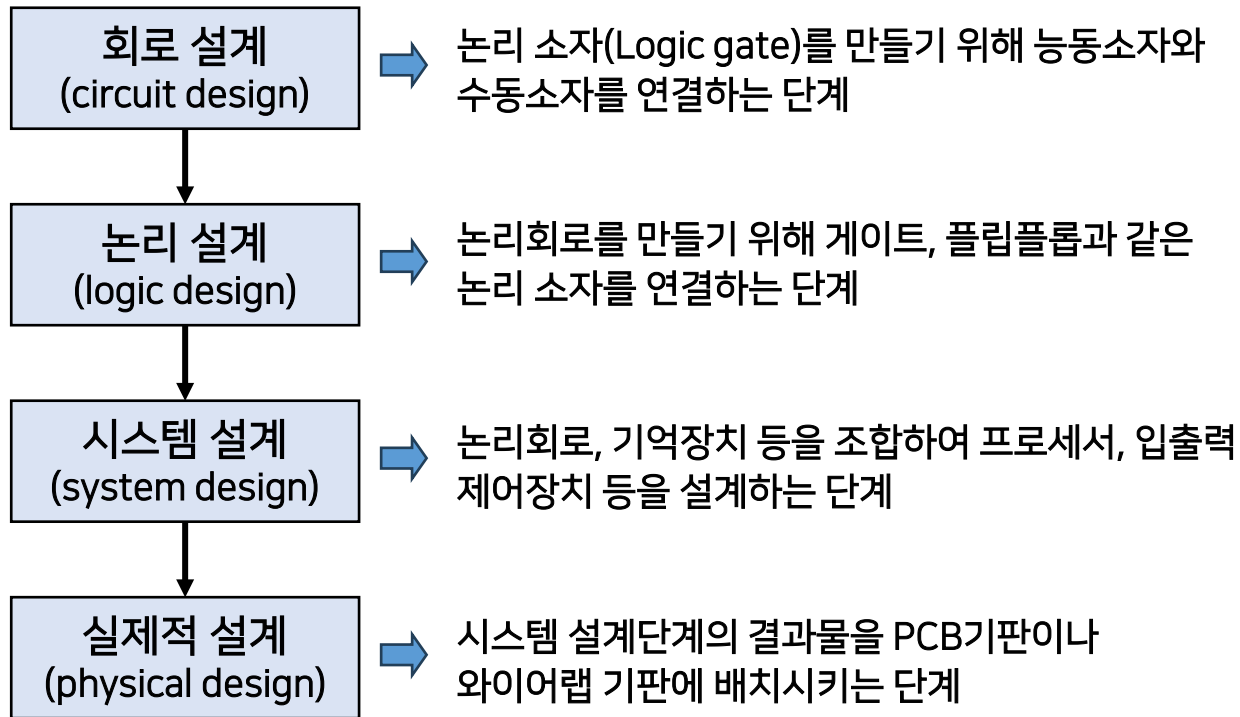 회로 설계
(circuit design)
논리 소자(Logic gate)를 만들기 위해 능동소자와
수동소자를 연결하는 단계
논리 설계
(logic design)
논리회로를 만들기 위해 게이트, 플립플롭과 같은
논리 소자를 연결하는 단계
시스템 설계
(system design)
논리회로, 기억장치 등을 조합하여 프로세서, 입출력
제어장치 등을 설계하는 단계
실제적 설계
(physical design)
시스템 설계단계의 결과물을 PCB기판이나
와이어랩 기판에 배치시키는 단계